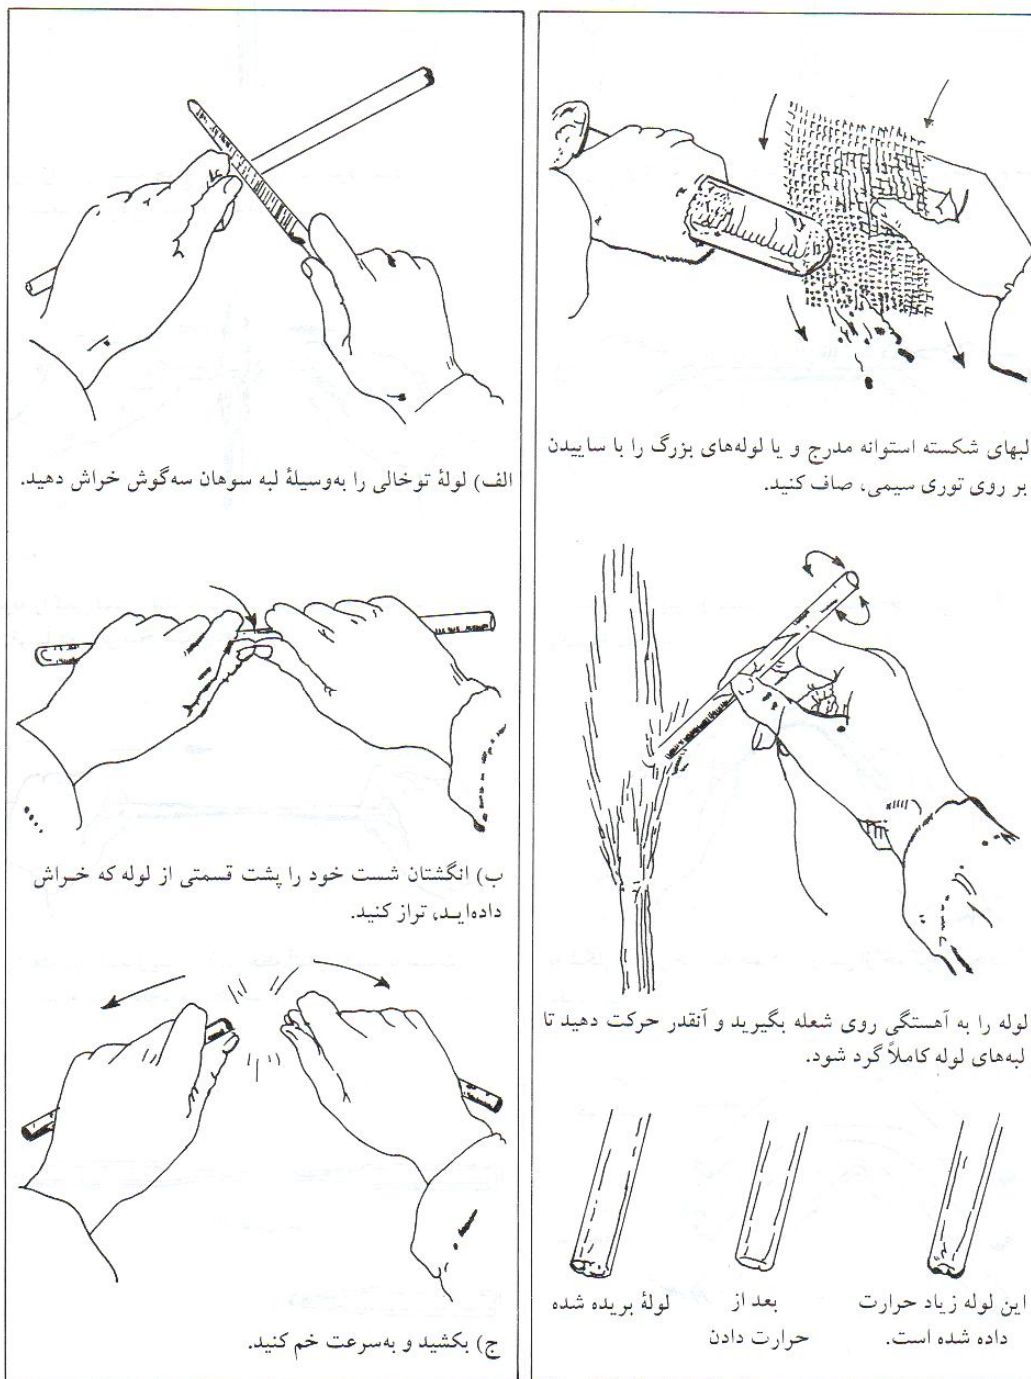 لبهای شکسته استوانه مدرج و یا لوله‌های بزرگ را با ساییدن
بر روی توری سیمی، صاف کنید.
لوله را به آهستگی روی شعله بگیرید و آنقدر حرکت دهید تا
لبه‌های لوله کاملاً گرد شود.
این لوله زیاد حرارت
داده شده است.
بعد از
حرارت دادن
لولهٔ بریده شده
الف) لولهٔ توخالی را به‌وسیلهٔ لبه سوهان سه‌گوش خراش دهید.
ب) انگشتان شست خود را پشت قسمتی از لوله که خـراش
داده‌ایـد، تراز کنید.
ج) بکشید و به‌سرعت خم کنید.